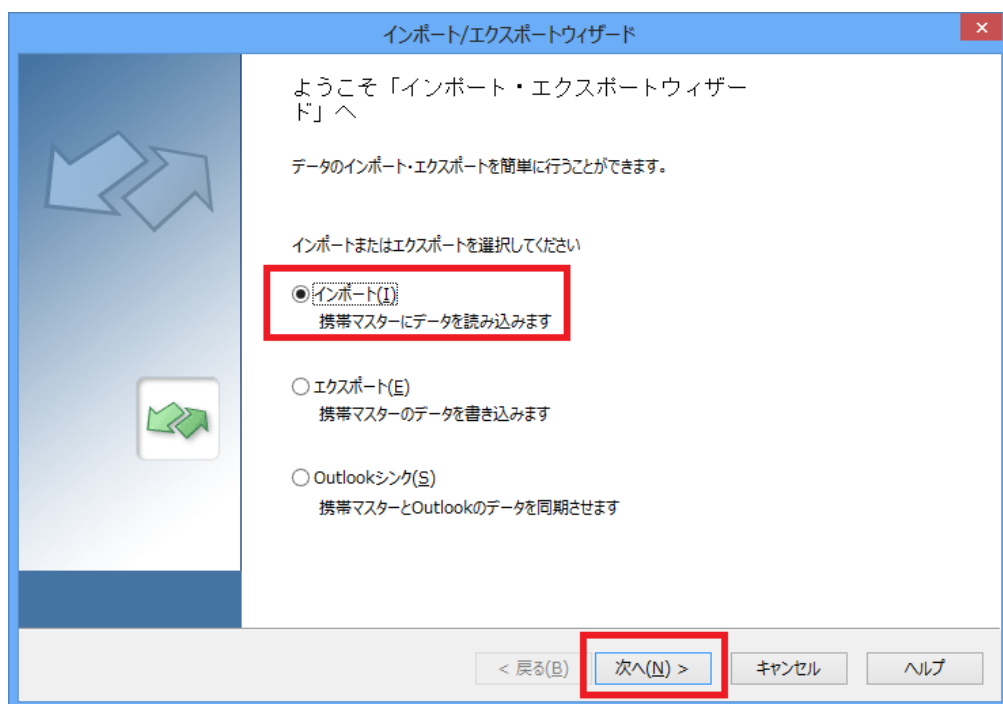 インポート/エクスポートウィザード
ようこそ「インポート・エクスポートウィザー
ド」へ
データのインポート・エクスポートを簡単に行うことができます。
インポートまたはエクスポートを選択してください
インポート(I)
携帯マスターにデータを読み込みます
エクスポート(E)
携帯マスターのデータを書き込みます
Outlookシンク(S)
携帯マスターとOutlookのデータを同期させます
< 戻る(B) 次へ(N) > キャンセル ヘルプ